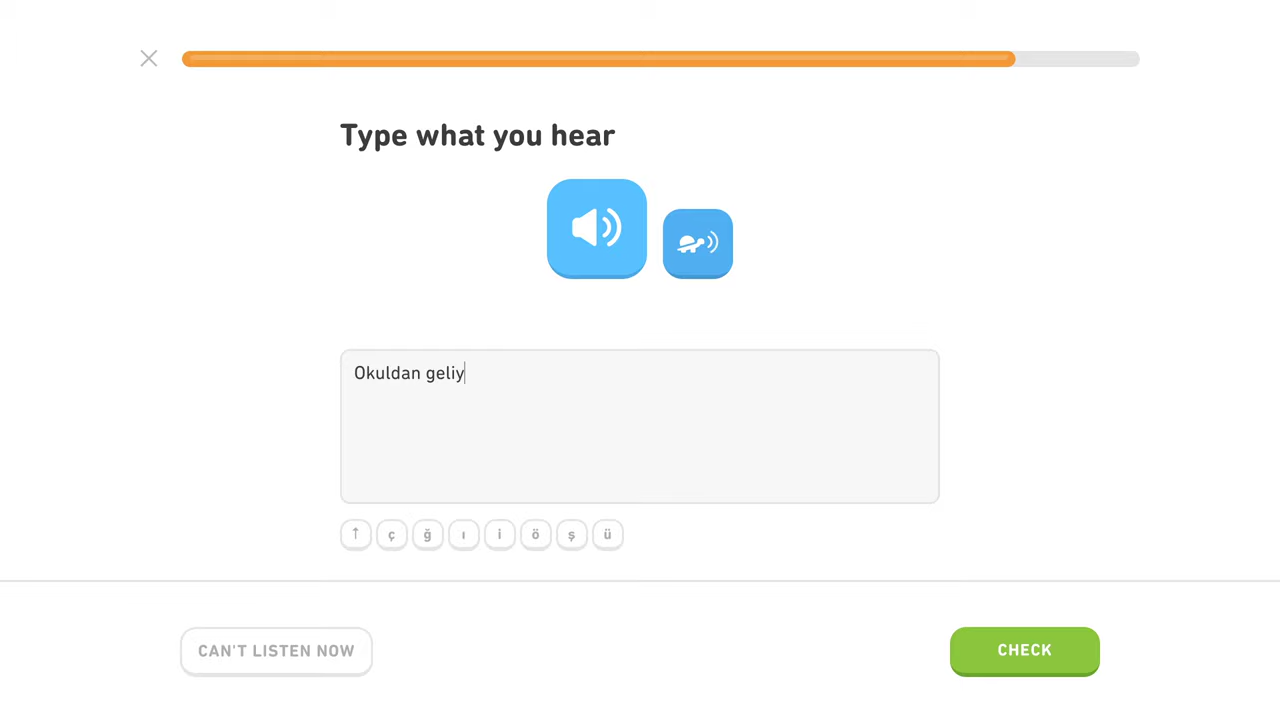 Type what you hear
Okuldan geliy
↑ ç ğ ı i ö ş ü
CAN'T LISTEN NOW
CHECK